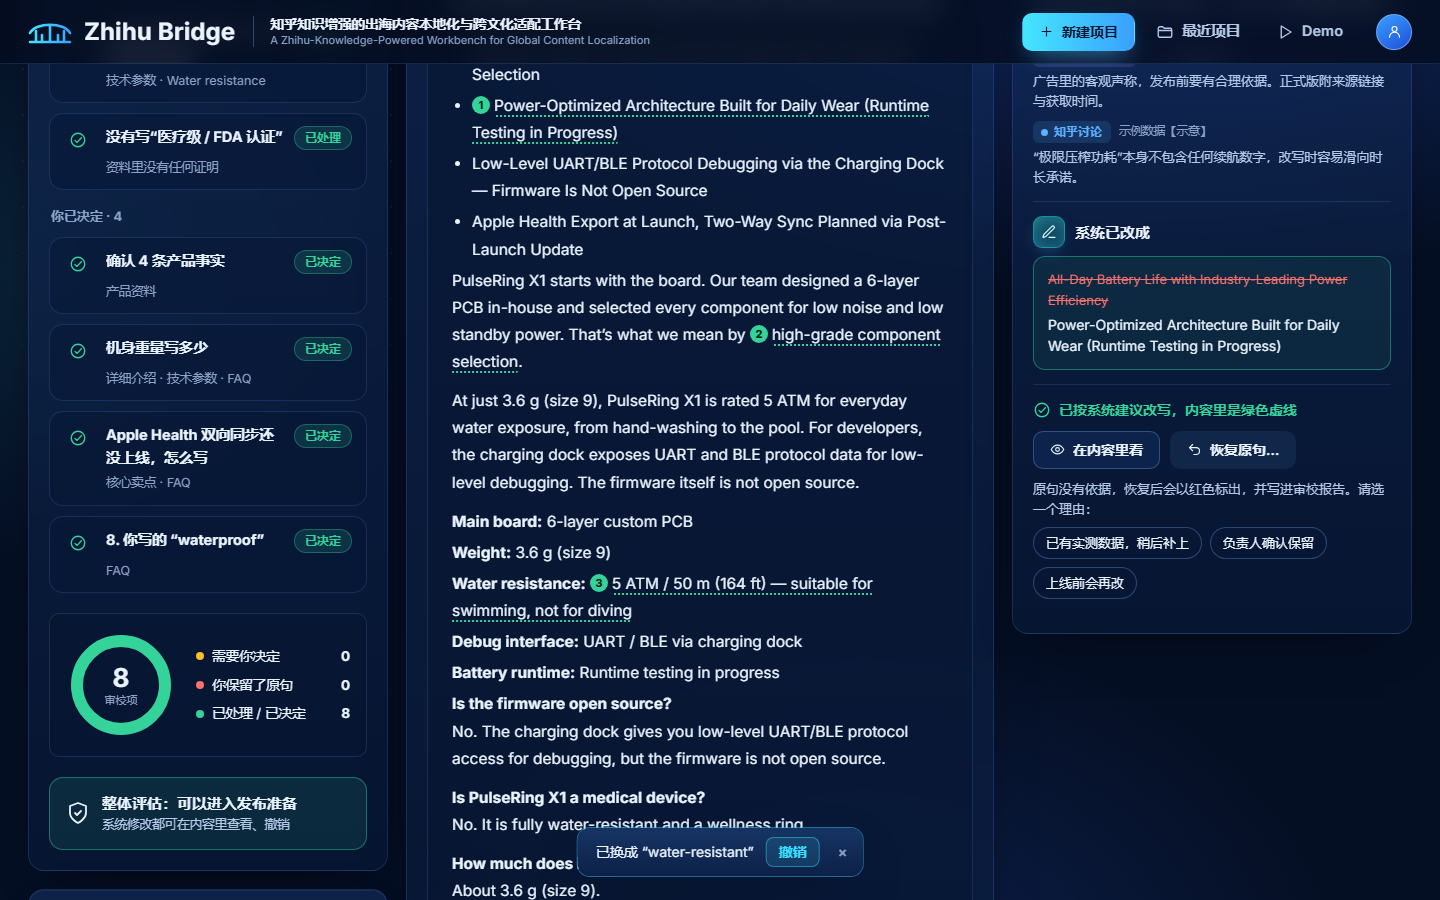 Zhihu Bridge
知乎知识增强的出海内容本地化与跨文化适配工作台
A Zhihu-Knowledge-Powered Workbench for Global Content Localization
+ 新建项目
最近项目
Demo
技术参数 · Water resistance
没有写“医疗级 / FDA 认证”
已处理
资料里没有任何证明
你已决定 · 4
确认 4 条产品事实
已决定
产品资料
机身重量写多少
已决定
详细介绍 · 技术参数 · FAQ
Apple Health 双向同步还
没上线，怎么写
已决定
核心卖点 · FAQ
8. 你写的 “waterproof”
已决定
FAQ
8
审校项
需要你决定 0
你保留了原句 0
已处理 / 已决定 8
整体评估：可以进入发布准备
系统修改都可在内容里查看、撤销
Selection
• 1 Power-Optimized Architecture Built for Daily Wear (Runtime
Testing in Progress)
• Low-Level UART/BLE Protocol Debugging via the Charging Dock
— Firmware Is Not Open Source
• Apple Health Export at Launch, Two-Way Sync Planned via Post-
Launch Update
PulseRing X1 starts with the board. Our team designed a 6-layer
PCB in-house and selected every component for low noise and low
standby power. That’s what we mean by 2 high-grade component
selection.
At just 3.6 g (size 9), PulseRing X1 is rated 5 ATM for everyday
water exposure, from hand-washing to the pool. For developers,
the charging dock exposes UART and BLE protocol data for low-
level debugging. The firmware itself is not open source.
Main board: 6-layer custom PCB
Weight: 3.6 g (size 9)
Water resistance: 3 5 ATM / 50 m (164 ft) — suitable for
swimming, not for diving
Debug interface: UART / BLE via charging dock
Battery runtime: Runtime testing in progress
Is the firmware open source?
No. The charging dock gives you low-level UART/BLE protocol
access for debugging, but the firmware is not open source.
Is PulseRing X1 a medical device?
No. It is fully water-resistant and a wellness ring
How much does
About 3.6 g (size 9).
已换成 “water-resistant”
撤销
×
广告里的客观声称，发布前要有合理依据。正式版附来源链接
与获取时间。
知乎讨论
示例数据【示意】
“极限压榨功耗”本身不包含任何续航数字，改写时容易滑向时
长承诺。
系统已改成
All-Day Battery Life with Industry-Leading Power
Efficiency
Power-Optimized Architecture Built for Daily
Wear (Runtime Testing in Progress)
已按系统建议改写，内容里是绿色虚线
在内容里看
恢复原句...
原句没有依据，恢复后会以红色标出，并写进审校报告。请选
一个理由：
已有实测数据，稍后补上
负责人确认保留
上线前会再改